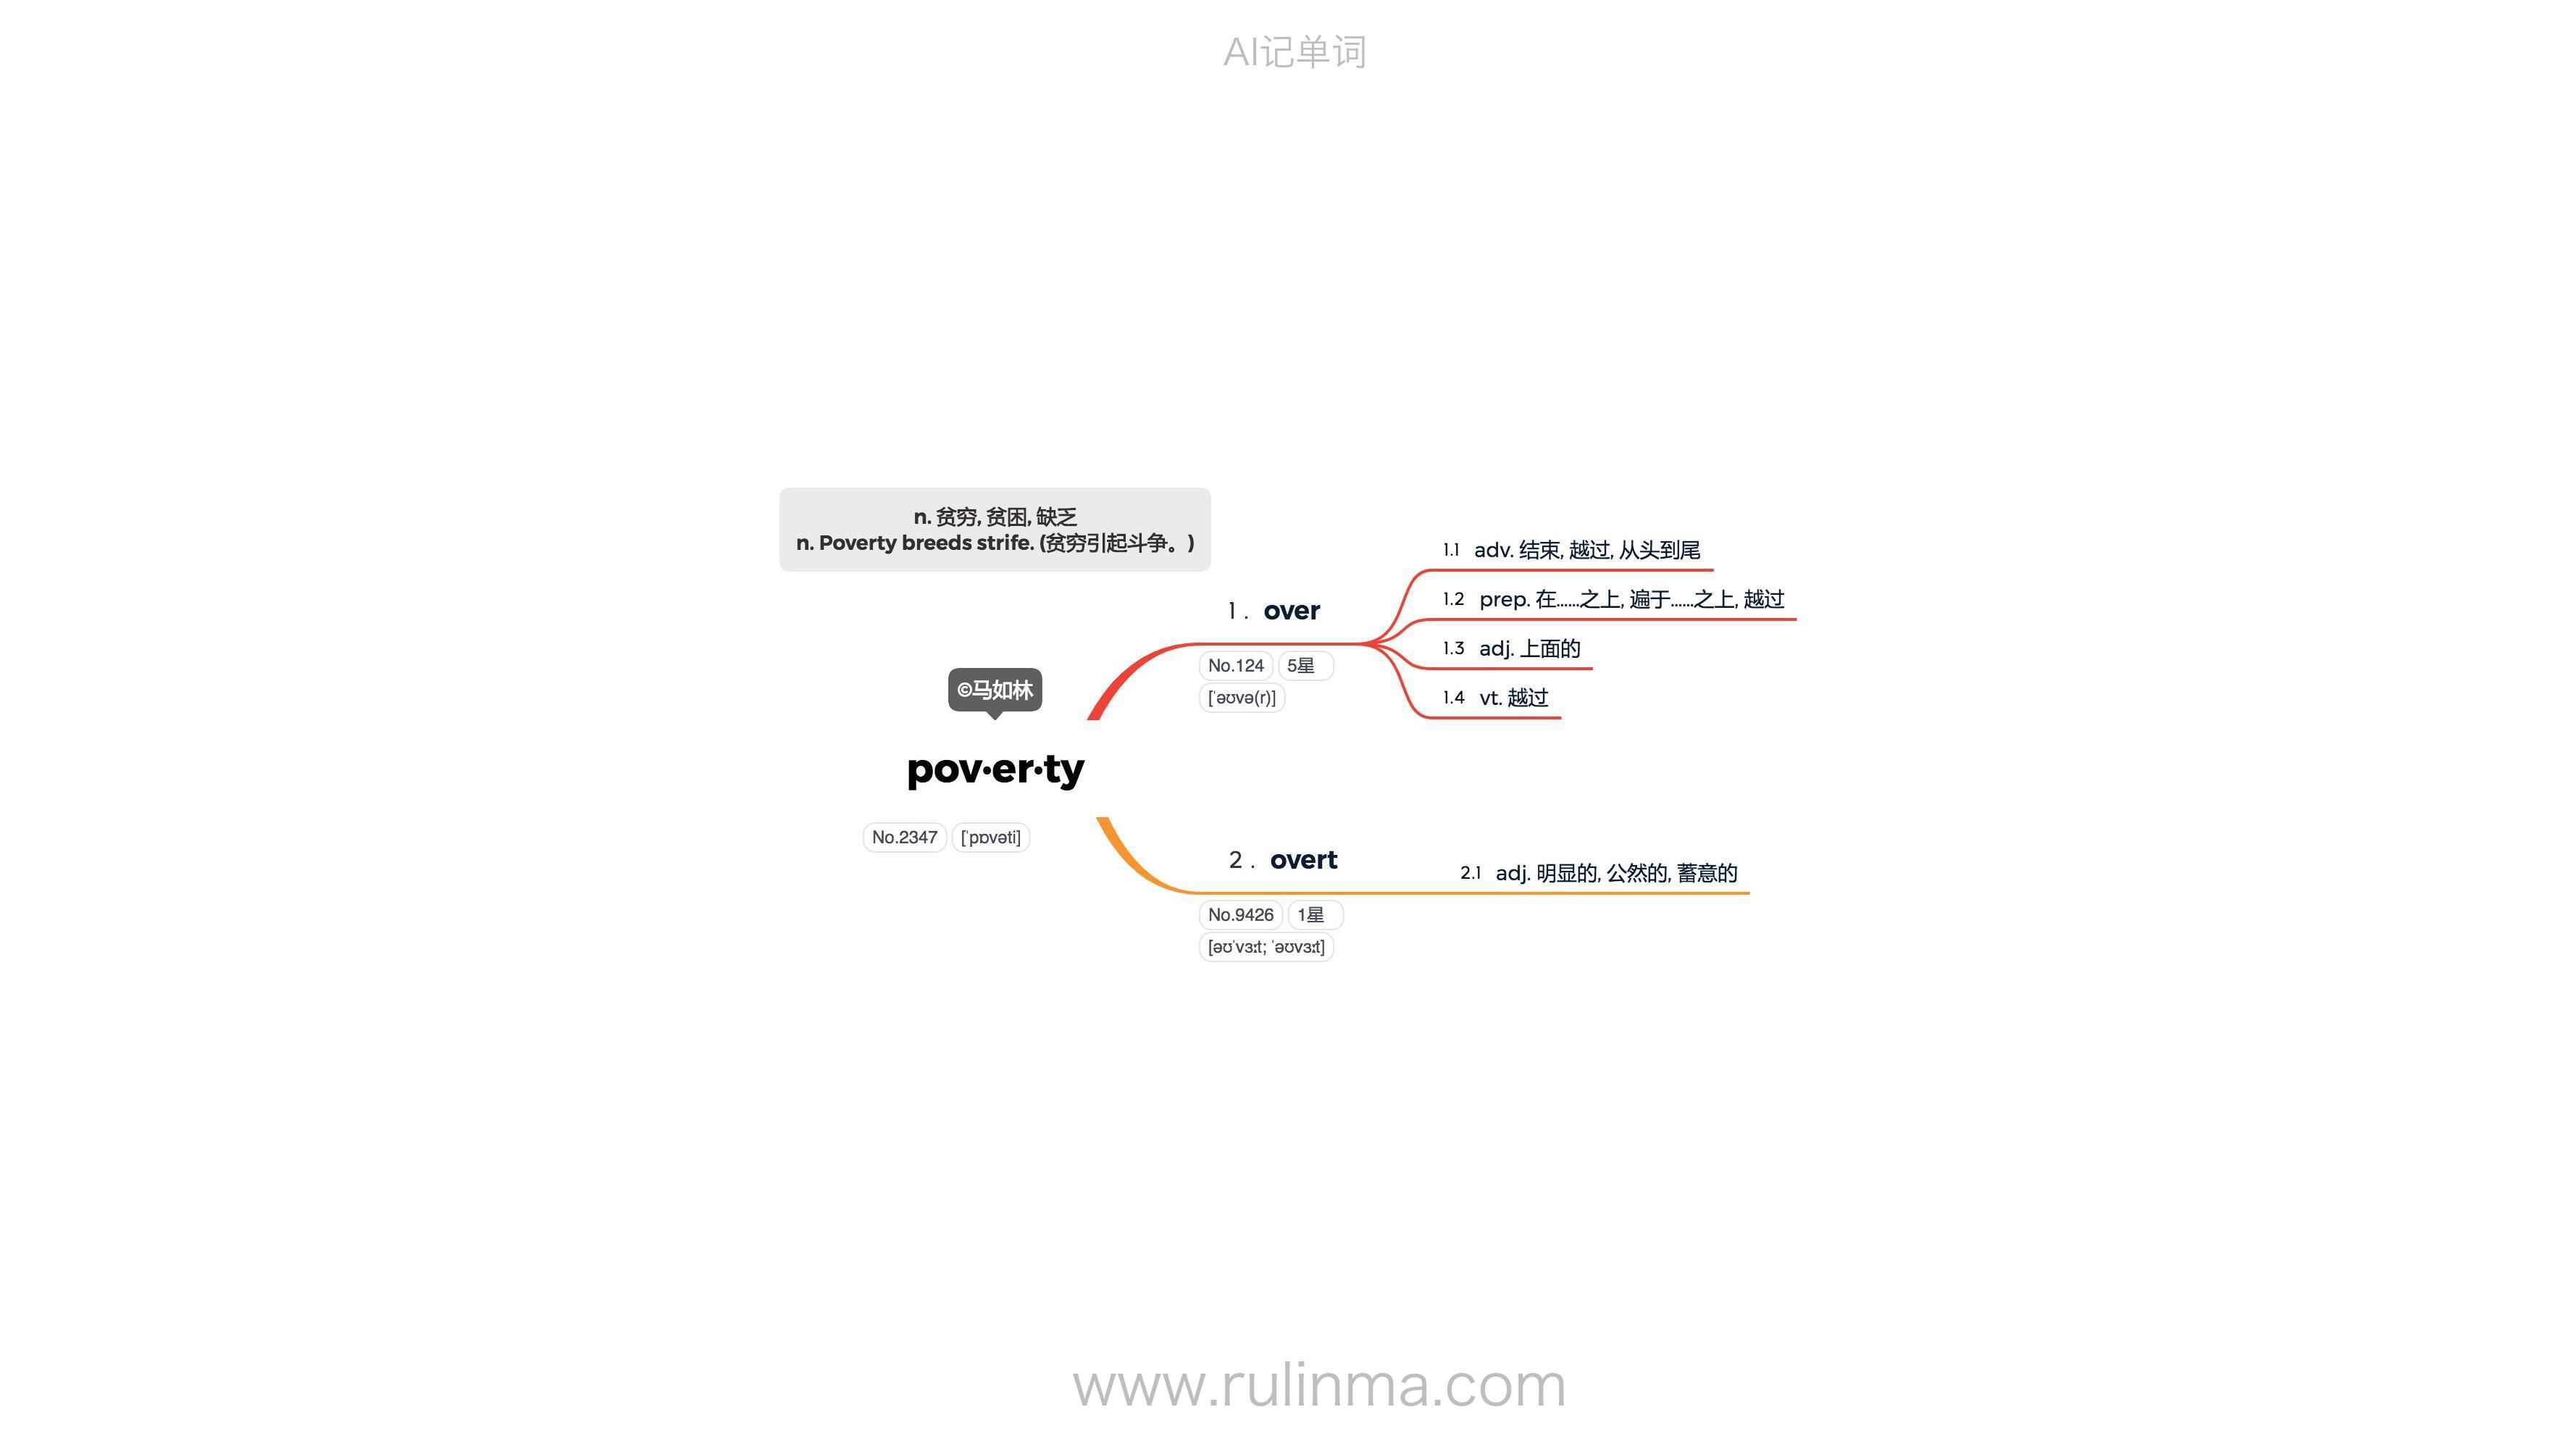 AI记单词
n. 贫穷, 贫困, 缺乏
n. Poverty breeds strife. (贫穷引起斗争。)
©马如林
pov·er·ty
No.2347 [ˈpɒvəti]
1. over
No.124 5星
[ˈəʊvə(r)]
1.1 adv. 结束, 越过, 从头到尾
1.2 prep. 在……之上, 遍于……之上, 越过
1.3 adj. 上面的
1.4 vt. 越过
2. overt
No.9426 1星
[əʊˈvɜːt; ˈəʊvɜːt]
2.1 adj. 明显的, 公然的, 蓄意的
www.rulinma.com